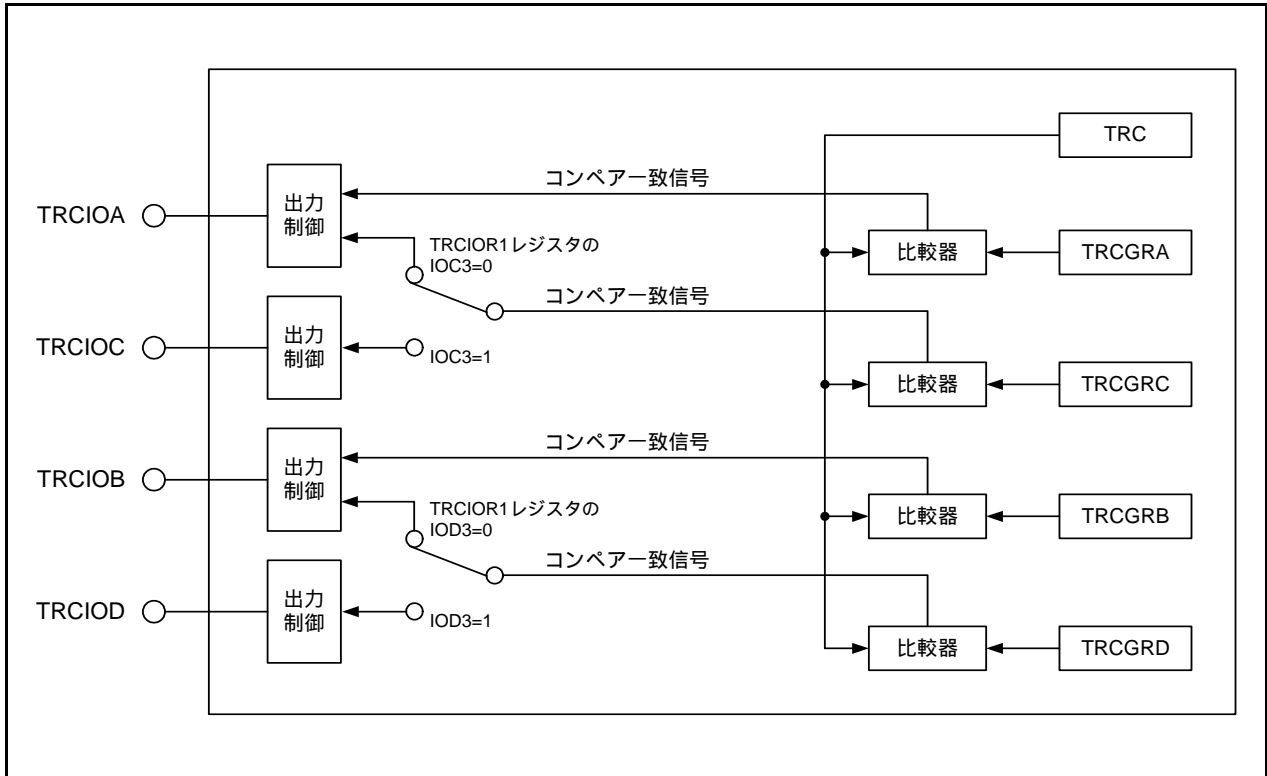 TRC
コンペア一致信号
出力
制御
TRCIOA
TRCIOR1レジスタの
IOC3=0
比較器
TRCGRA
コンペア一致信号
出力
制御
TRCIOC
IOC3=1
比較器
TRCGRC
コンペア一致信号
出力
制御
TRCIOB
TRCIOR1レジスタの
IOD3=0
比較器
TRCGRB
コンペア一致信号
出力
制御
TRCIOD
IOD3=1
比較器
TRCGRD